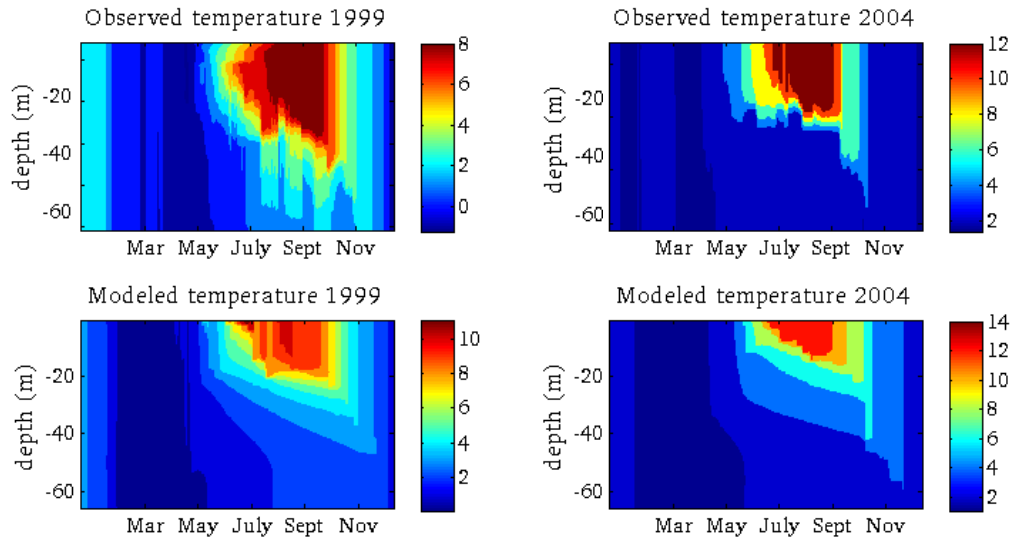 Observed temperature 1999
8
6
4
2
0
depth (m)
-20
-40
-60
Mar May July Sept Nov
Observed temperature 2004
12
10
8
6
4
2
depth (m)
-20
-40
-60
Mar May July Sept Nov
Modeled temperature 1999
10
8
6
4
2
depth (m)
-20
-40
-60
Mar May July Sept Nov
Modeled temperature 2004
14
12
10
8
6
4
2
depth (m)
-20
-40
-60
Mar May July Sept Nov